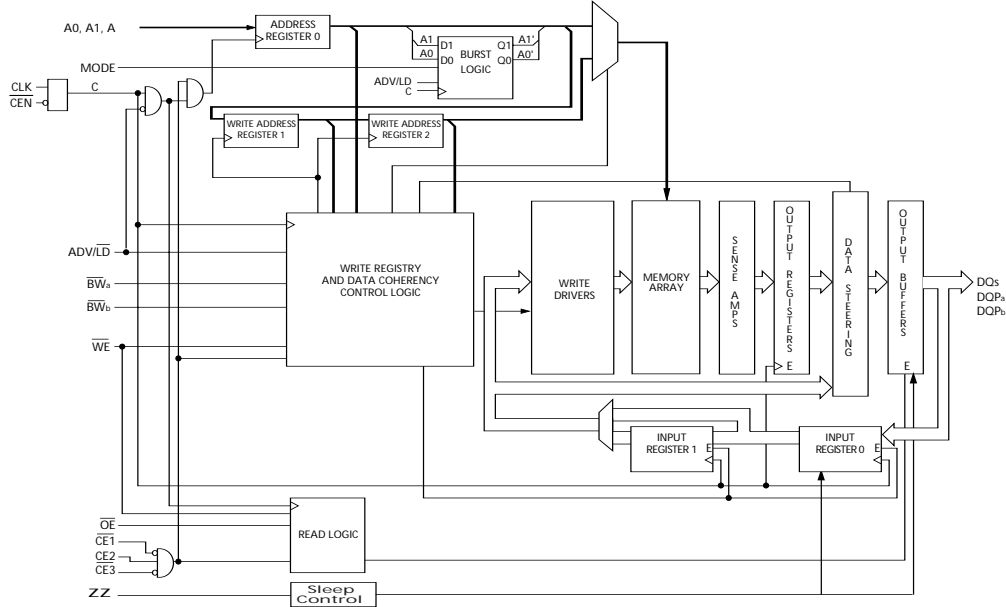 A0, A1, A
ADDRESS
REGISTER 0
A1
A0
D1
D0
BURST
LOGIC
Q1
Q0
A1'
A0'
MODE
ADV/LD
C
CLK
CEN
C
WRITE ADDRESS
REGISTER 1
WRITE ADDRESS
REGISTER 2
ADV/LD
BWa
BWb
WE
WRITE REGISTRY
AND DATA COHERENCY
CONTROL LOGIC
WRITE
DRIVERS
MEMORY
ARRAY
SENSE AMPS
OUTPUT REGISTERS
E
DATA STEERING
OUTPUT BUFFERS
E
DQs
DQPa
DQPb
INPUT
REGISTER 1
E
INPUT
REGISTER 0
E
OE
CE1
CE2
CE3
READ LOGIC
ZZ
Sleep
Control